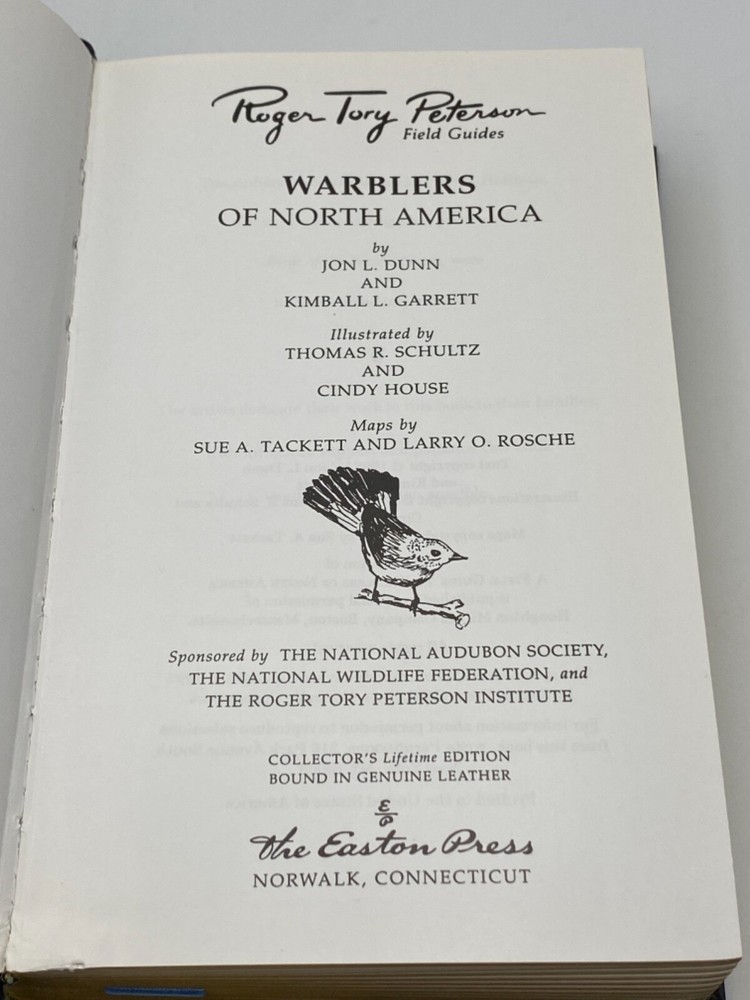 Roger Tory Peterson
Field Guides
WARBLERS
OF NORTH AMERICA
by
JON L. DUNN
AND
KIMBALL L. GARRETT
Illustrated by
THOMAS R. SCHULTZ
AND
CINDY HOUSE
Maps by
SUE A. TACKETT AND LARRY O. ROSCHE
Sponsored by THE NATIONAL AUDUBON SOCIETY,
THE NATIONAL WILDLIFE FEDERATION, and
THE ROGER TORY PETERSON INSTITUTE
COLLECTOR'S Lifetime EDITION
BOUND IN GENUINE LEATHER
The Easton Press
NORWALK, CONNECTICUT